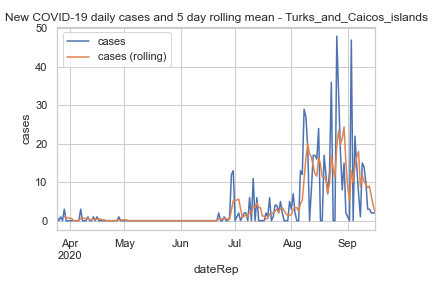 New COVID-19 daily cases and 5 day rolling mean - Turks_and_Caicos_islands
50
cases
cases (rolling)
40
30
cases
20
10
0
Apr May Jun Jul Aug Sep
2020
dateRep